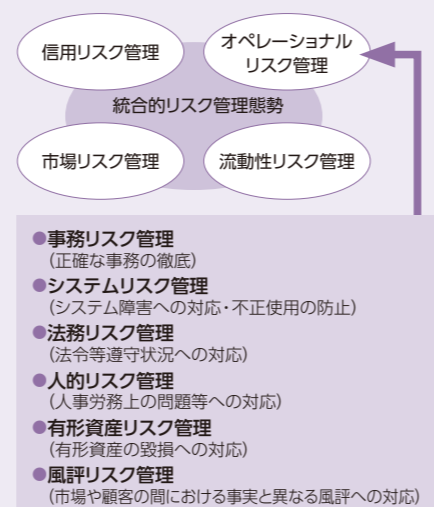 信用リスク管理
オペレーショナル
リスク管理
統合的リスク管理態勢
市場リスク管理
流動性リスク管理
●事務リスク管理
(正確な事務の徹底)
●システムリスク管理
(システム障害への対応・不正使用の防止)
●法務リスク管理
(法令等遵守状況への対応)
●人的リスク管理
(人事労務上の問題等への対応)
●有形資産リスク管理
(有形資産の毀損への対応)
●風評リスク管理
(市場や顧客の間における事実と異なる風評への対応)